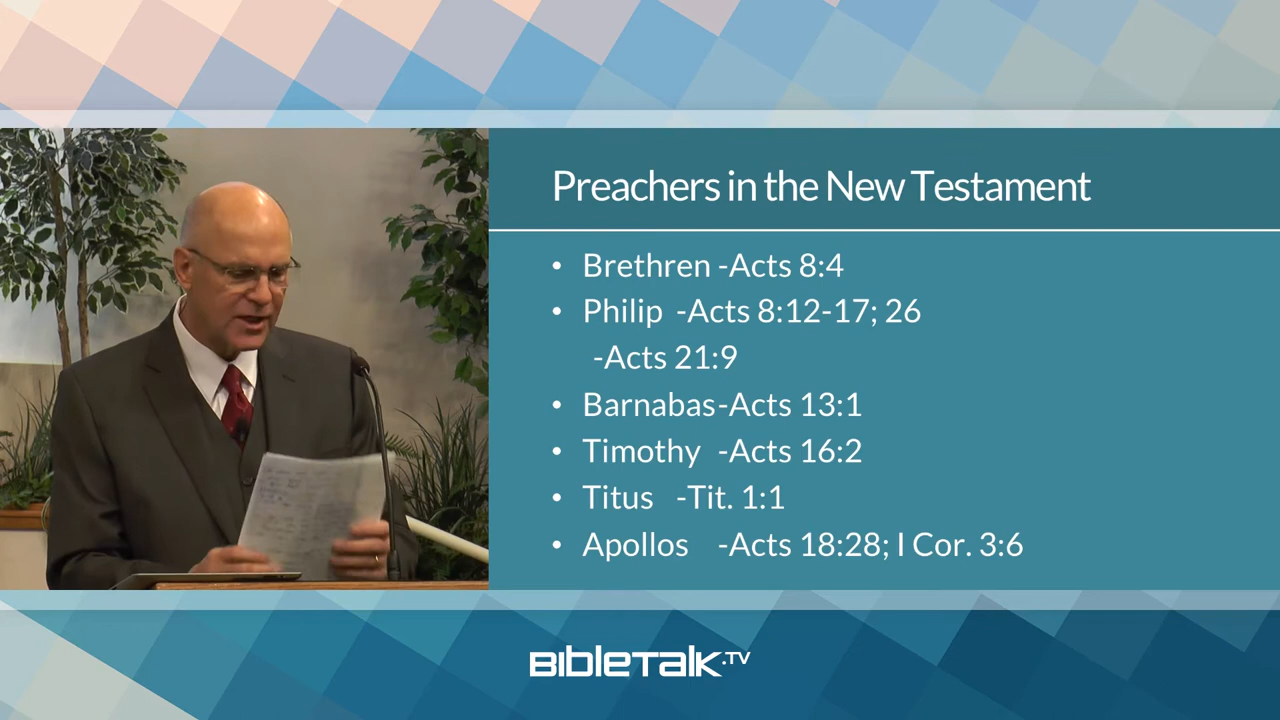 Preachers in the New Testament
• Brethren -Acts 8:4
• Philip -Acts 8:12-17; 26
-Acts 21:9
• Barnabas-Acts 13:1
• Timothy -Acts 16:2
• Titus -Tit. 1:1
• Apollos -Acts 18:28; I Cor. 3:6
BIBLETALK.TV